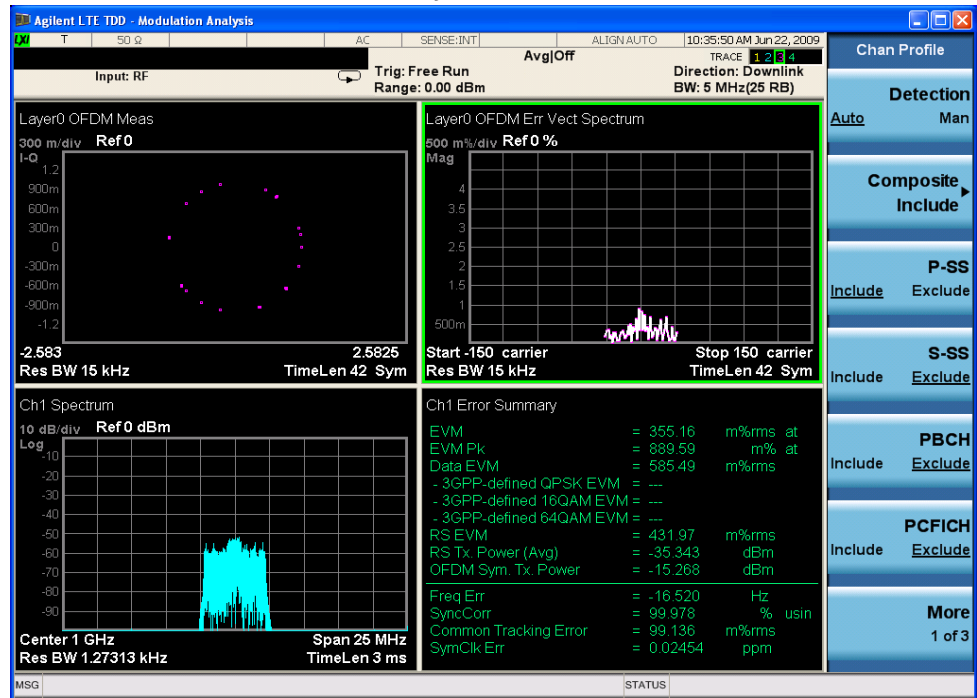 Agilent LTE TDD - Modulation Analysis
LXI T 50 Ω AC SENSE:INT ALIGN AUTO 10:35:50 AM Jun 22, 2009
Avg|Off TRACE 1 2 3 4
Input: RF Trig: Free Run Direction: Downlink
Range: 0.00 dBm BW: 5 MHz(25 RB)
Layer0 OFDM Meas
300 m/div Ref 0
I-Q
1.2
900m
600m
300m
0
-300m
-600m
-900m
-1.2
-2.583 2.5825
Res BW 15 kHz TimeLen 42 Sym
Layer0 OFDM Err Vect Spectrum
500 m%/div Ref 0 %
Mag
4
3.5
3
2.5
2
1.5
1
500m
Start -150 carrier Stop 150 carrier
Res BW 15 kHz TimeLen 42 Sym
Ch1 Spectrum
10 dB/div Ref 0 dBm
Log
-10
-20
-30
-40
-50
-60
-70
-80
-90
Center 1 GHz Span 25 MHz
Res BW 1.27313 kHz TimeLen 3 ms
Ch1 Error Summary
EVM = 355.16 m%rms at
EVM Pk = 889.59 m% at
Data EVM = 585.49 m%rms
- 3GPP-defined QPSK EVM = ---
- 3GPP-defined 16QAM EVM = ---
- 3GPP-defined 64QAM EVM = ---
RS EVM = 431.97 m%rms
RS Tx. Power (Avg) = -35.343 dBm
OFDM Sym. Tx. Power = -15.268 dBm
Freq Err = -16.520 Hz
SyncCorr = 99.978 % usin
Common Tracking Error = 99.136 m%rms
SymClk Err = 0.02454 ppm
Chan Profile
Detection
Auto Man
Composite
Include
P-SS
Include Exclude
S-SS
Include Exclude
PBCH
Include Exclude
PCFICH
Include Exclude
More
1 of 3
MSG STATUS